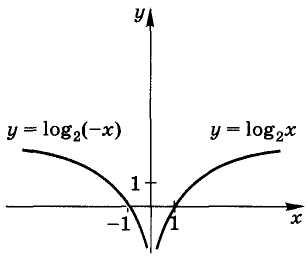 y
y = log₂(-x) y = log₂x
1
-1 1 x